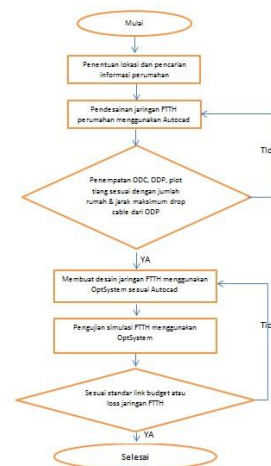 Mulai
Penentuan lokasi dan pencarian
informasi perumahan
Pendesainan jaringan FTTH
perumahan menggunakan Autocad
Penempatan ODC, ODP, plot
tiang sesuai dengan jumlah
rumah & jarak maksimum drop
cable dari ODP
Tid
YA
Membuat desain jaringan FTTH menggunakan
OptSystem sesuai Autocad
Pengujian simulasi FTTH menggunakan
OptSystem
Tid
Sesuai standar link budget atau
loss jaringan FTTH
YA
Selesai